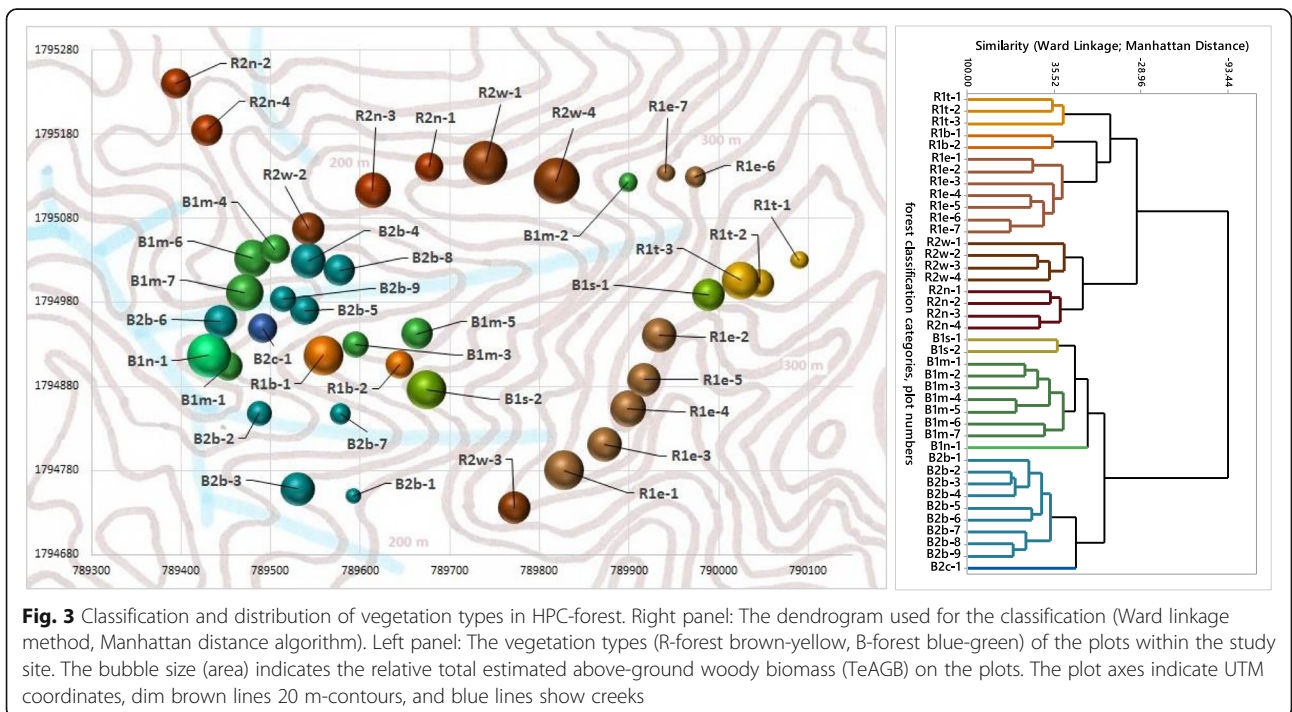 1795280
1795180
1795080
1794980
1794880
1794780
1794680
789300
789400
789500
789600
789700
789800
789900
790000
790100
R2n-2
R2n-4
R2n-3
R2n-1
R2w-1
R2w-4
R1e-7
300 m
R1e-6
200 m
R2w-2
B1m-4
B1m-2
R1t-1
R1t-2
R1t-3
B1m-6
B2b-4
B2b-8
B1m-7
B1s-1
B2b-9
B2b-5
B2b-6
B1m-5
R1e-2
B1n-1
B2c-1
B1m-3
300 m
R1b-1
R1b-2
R1e-5
B1m-1
B1s-2
R1e-4
B2b-2
B2b-7
R1e-3
R2w-3
B2b-3
B2b-1
R1e-1
200 m
Similarity (Ward Linkage; Manhattan Distance)
100.00
35.52
-28.96
-93.44
forest classification categories, plot numbers
R1t-1
R1t-2
R1t-3
R1b-1
R1b-2
R1e-1
R1e-2
R1e-3
R1e-4
R1e-5
R1e-6
R1e-7
R2w-1
R2w-2
R2w-3
R2w-4
R2n-1
R2n-2
R2n-3
R2n-4
B1s-1
B1s-2
B1m-1
B1m-2
B1m-3
B1m-4
B1m-5
B1m-6
B1m-7
B1n-1
B2b-1
B2b-2
B2b-3
B2b-4
B2b-5
B2b-6
B2b-7
B2b-8
B2b-9
B2c-1
Fig. 3 Classification and distribution of vegetation types in HPC-forest. Right panel: The dendrogram used for the classification (Ward linkage
method, Manhattan distance algorithm). Left panel: The vegetation types (R-forest brown-yellow, B-forest blue-green) of the plots within the study
site. The bubble size (area) indicates the relative total estimated above-ground woody biomass (TeAGB) on the plots. The plot axes indicate UTM
coordinates, dim brown lines 20 m-contours, and blue lines show creeks